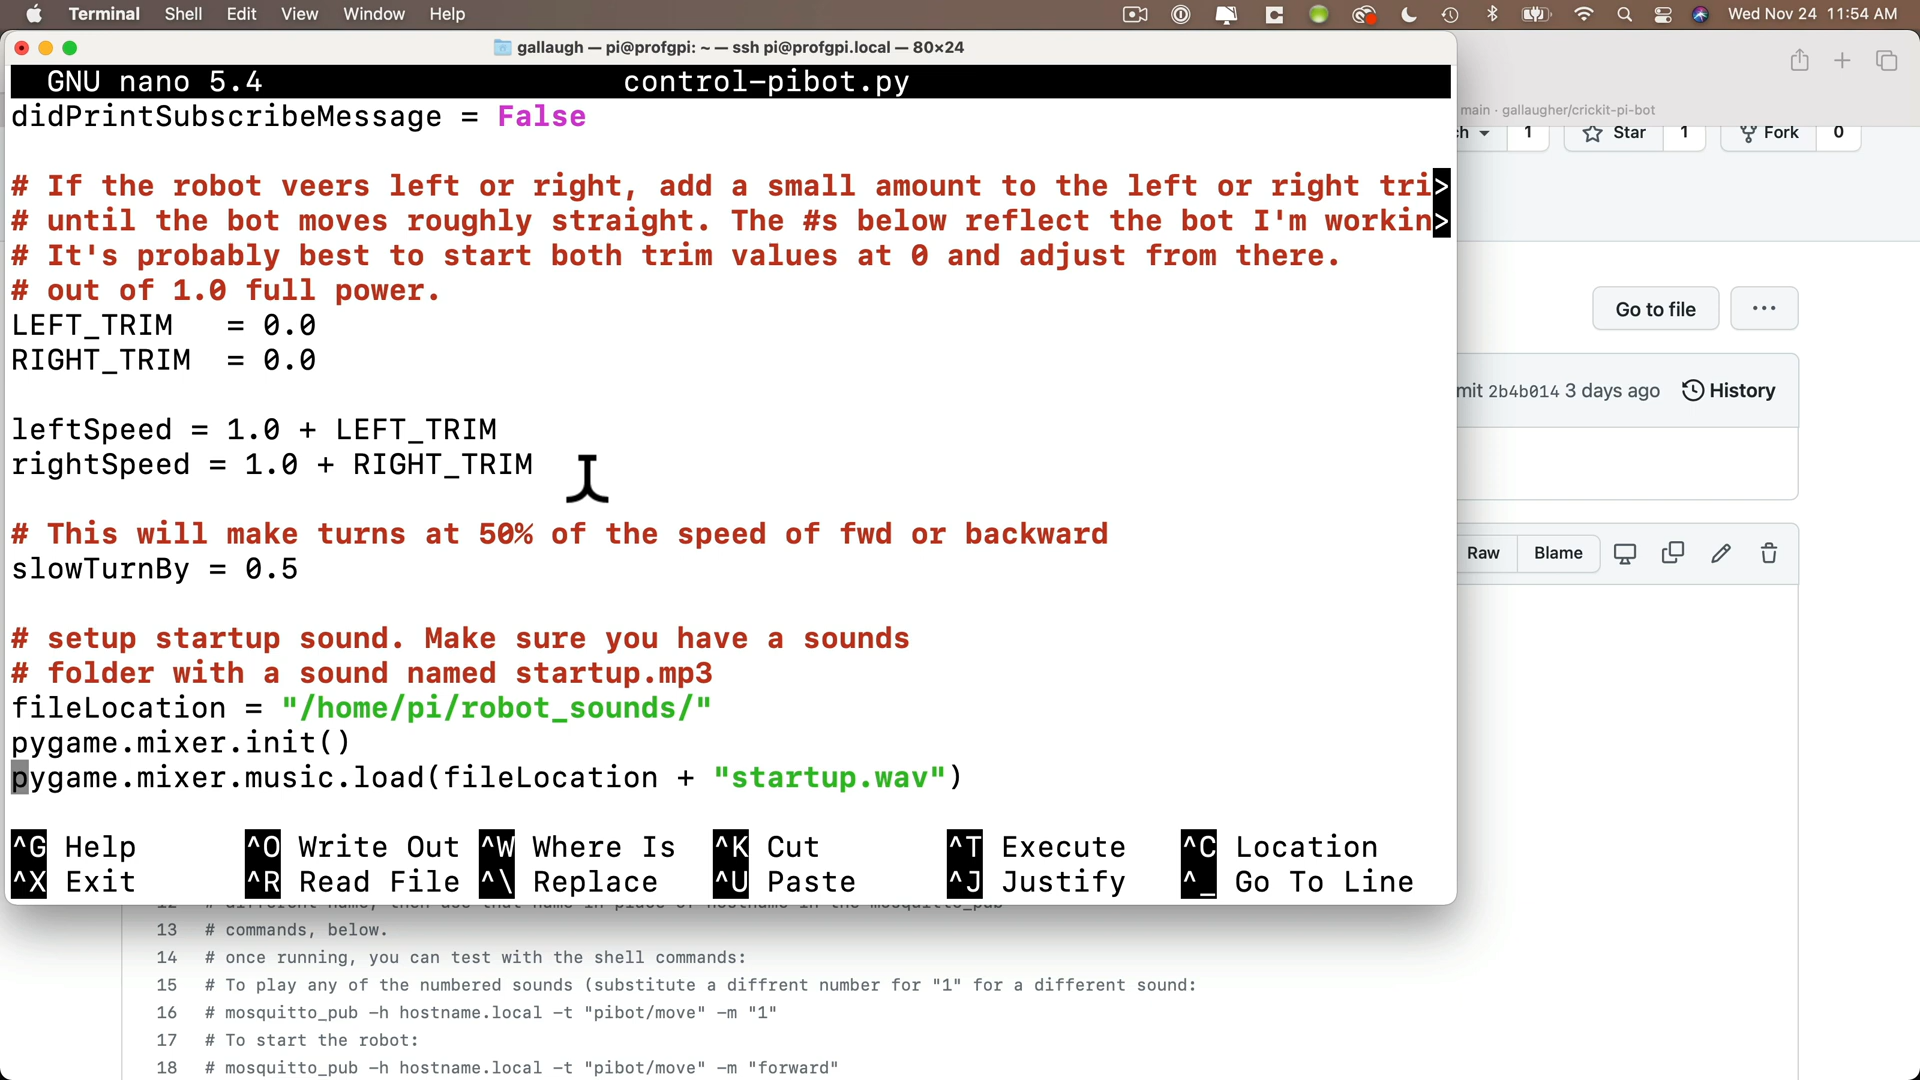 Terminal Shell Edit View Window Help Wed Nov 24 11:54 AM
gallaugh — pi@profgpi: ~ — ssh pi@profgpi.local — 80×24
GNU nano 5.4 control-pibot.py
didPrintSubscribeMessage = False
# If the robot veers left or right, add a small amount to the left or right tri>
# until the bot moves roughly straight. The #s below reflect the bot I'm workin>
# It's probably best to start both trim values at 0 and adjust from there.
# out of 1.0 full power.
LEFT_TRIM = 0.0
RIGHT_TRIM = 0.0
leftSpeed = 1.0 + LEFT_TRIM
rightSpeed = 1.0 + RIGHT_TRIM
# This will make turns at 50% of the speed of fwd or backward
slowTurnBy = 0.5
# setup startup sound. Make sure you have a sounds
# folder with a sound named startup.mp3
fileLocation = "/home/pi/robot_sounds/"
pygame.mixer.init()
pygame.mixer.music.load(fileLocation + "startup.wav")
^G Help ^O Write Out ^W Where Is ^K Cut ^T Execute ^C Location
^X Exit ^R Read File ^\ Replace ^U Paste ^J Justify ^_ Go To Line
main · gallaugher/crickit-pi-bot
ch 1 Star 1 Fork 0
Go to file ...
mit 2b4b014 3 days ago History
Raw Blame
13 # commands, below.
14 # once running, you can test with the shell commands:
15 # To play any of the numbered sounds (substitute a diffrent number for "1" for a different sound:
16 # mosquitto_pub -h hostname.local -t "pibot/move" -m "1"
17 # To start the robot:
18 # mosquitto_pub -h hostname.local -t "pibot/move" -m "forward"